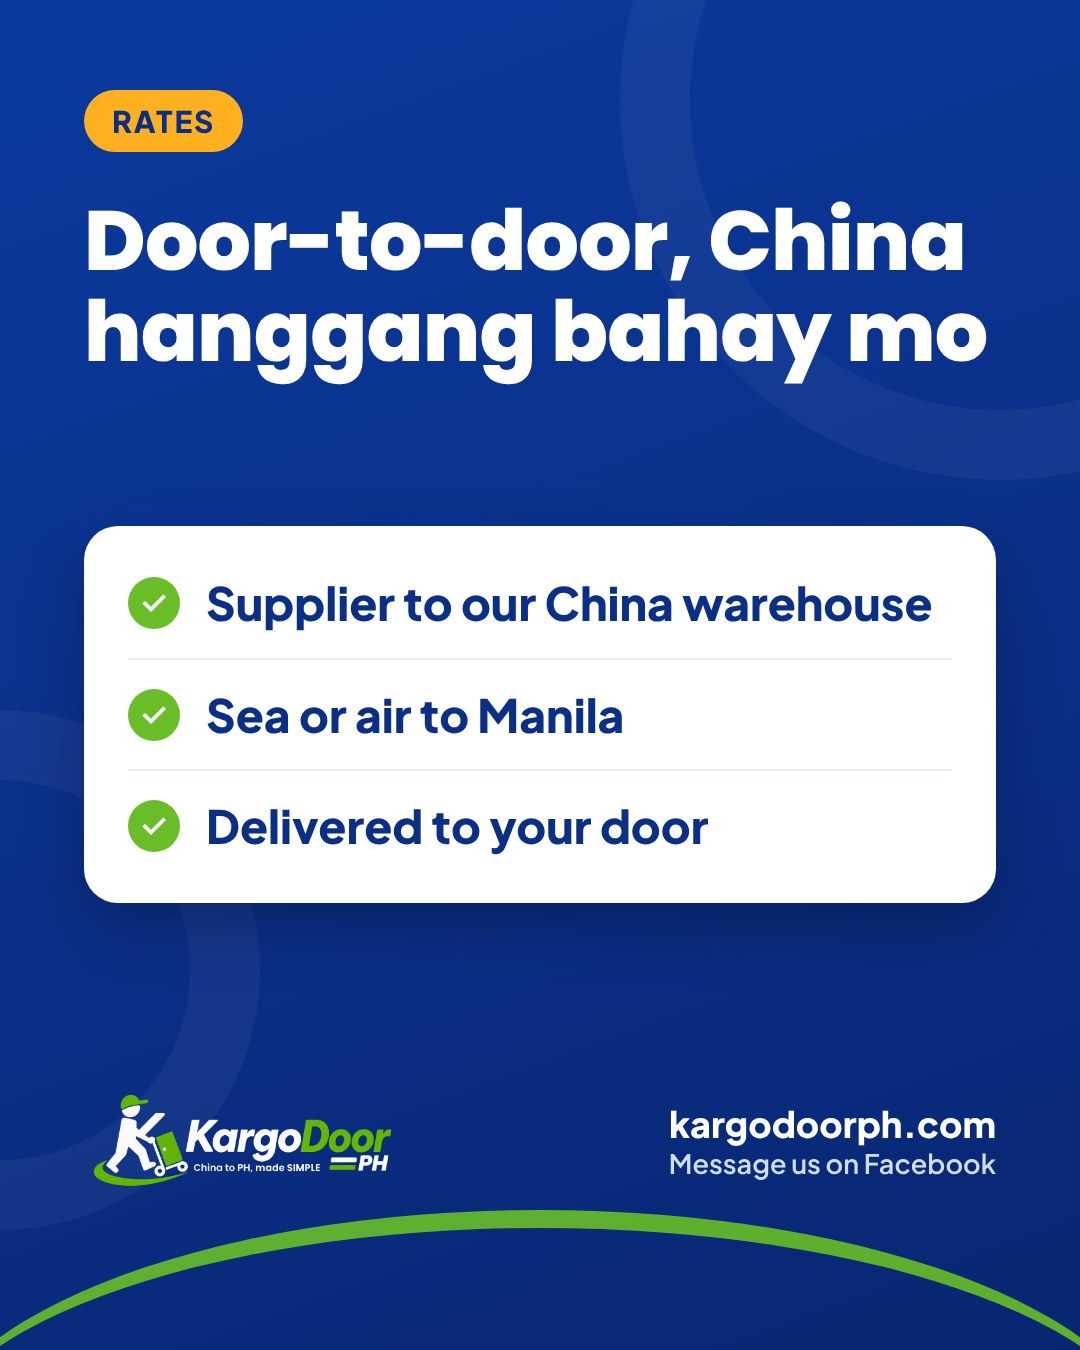 RATES
Door-to-door, China
hanggang bahay mo
Supplier to our China warehouse
Sea or air to Manila
Delivered to your door
KargoDoor
China to PH, made SIMPLE
PH
kargodoorph.com
Message us on Facebook